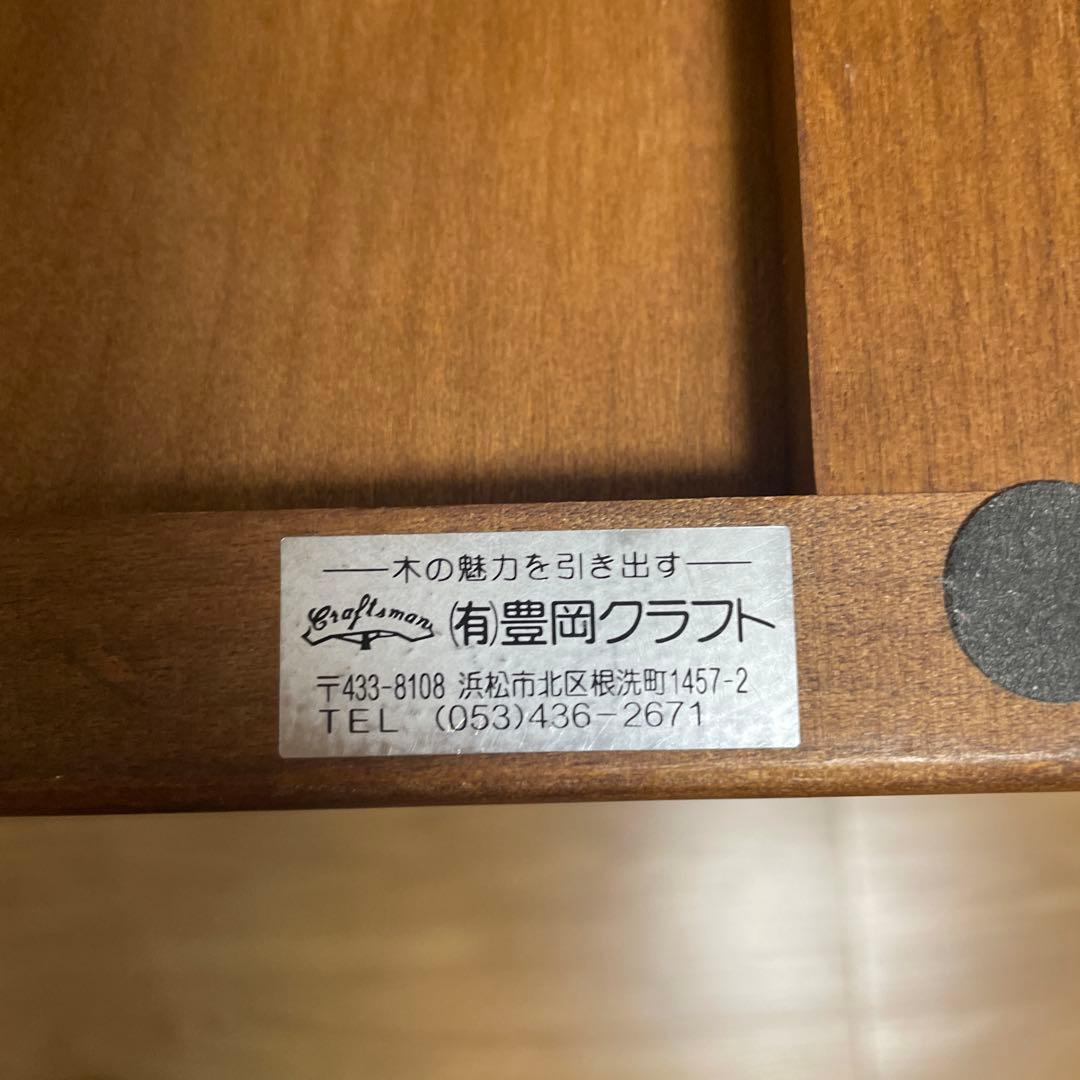 木の魅力を引き出す
Craftsman (有)豊岡クラフト
〒433-8108 浜松市北区根洗町1457-2
TEL (053)436-2671